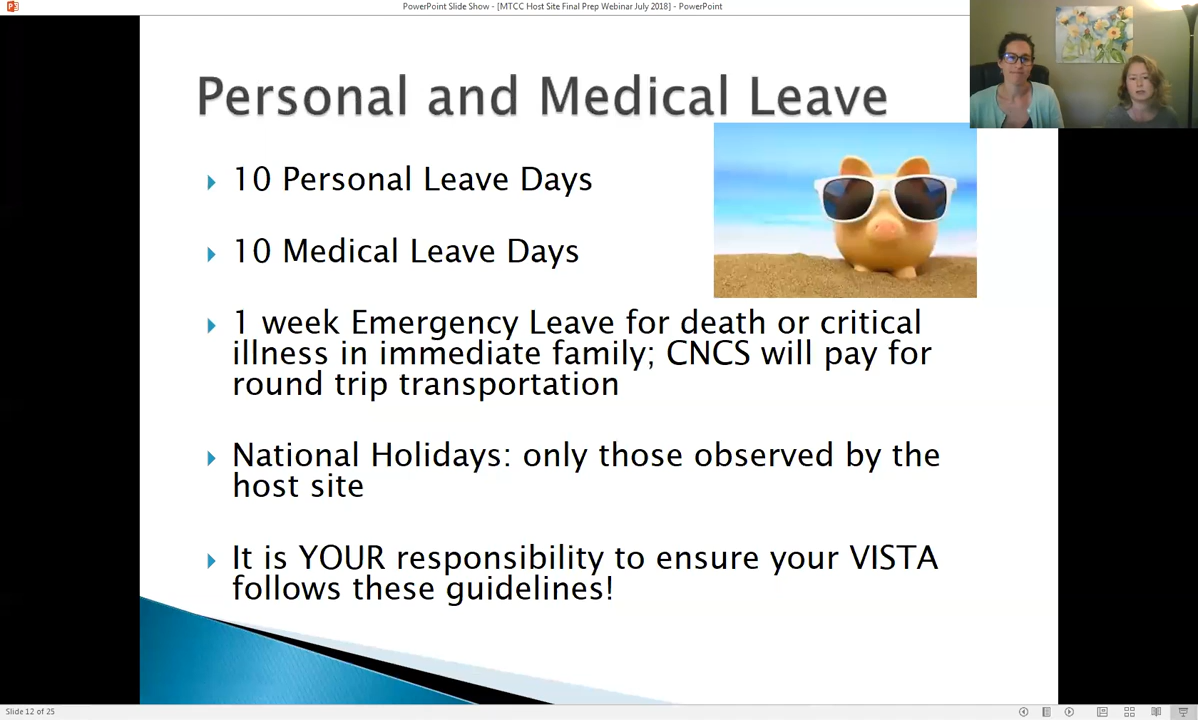 PowerPoint Slide Show - [MTCC Host Site Final Prep Webinar July 2018] - PowerPoint
Personal and Medical Leave
10 Personal Leave Days
10 Medical Leave Days
1 week Emergency Leave for death or critical
illness in immediate family; CNCS will pay for
round trip transportation
National Holidays: only those observed by the
host site
It is YOUR responsibility to ensure your VISTA
follows these guidelines!
Slide 12 of 25